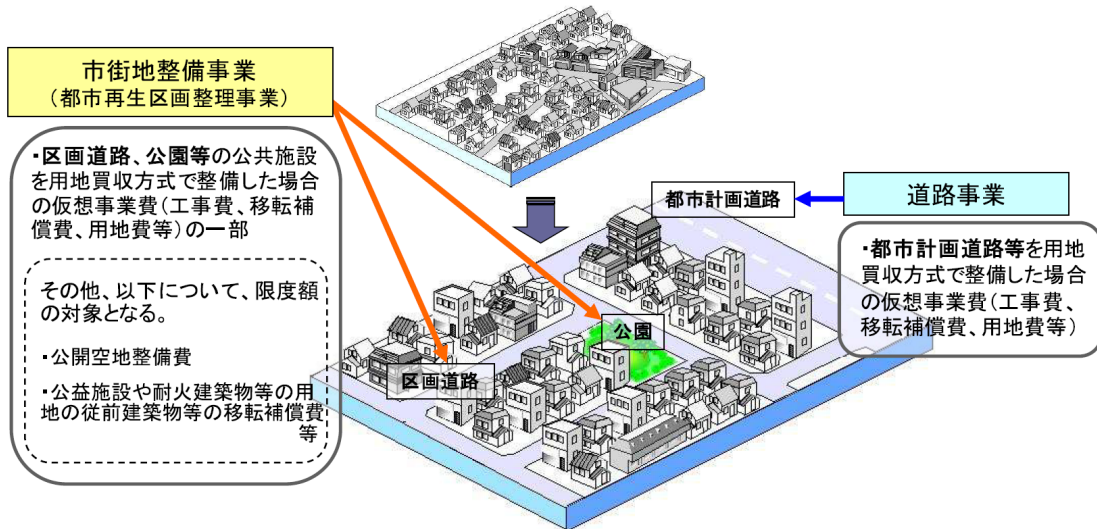 市街地整備事業
（都市再生区画整理事業）
・区画道路、公園等の公共施設
を用地買収方式で整備した場合
の仮想事業費（工事費、移転補
償費、用地費等）の一部
その他、以下について、限度額
の対象となる。
・公開空地整備費
・公益施設や耐火建築物等の用
地の従前建築物等の移転補償費
等
都市計画道路
公園
区画道路
道路事業
・都市計画道路等を用地
買収方式で整備した場合
の仮想事業費（工事費、
移転補償費、用地費等）